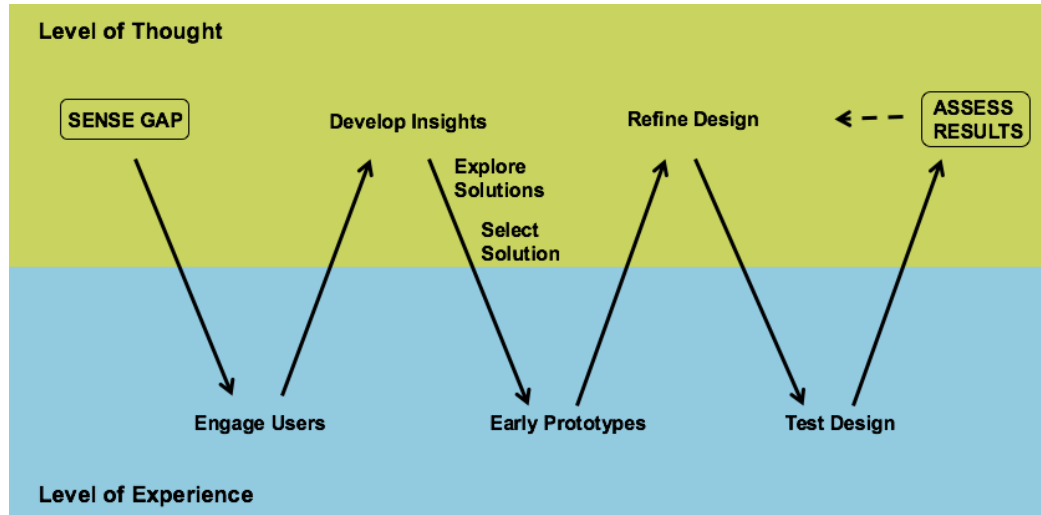 Level of Thought
SENSE GAP
Develop Insights
Refine Design
ASSESS
RESULTS
Explore
Solutions
Select
Solution
Engage Users
Early Prototypes
Test Design
Level of Experience